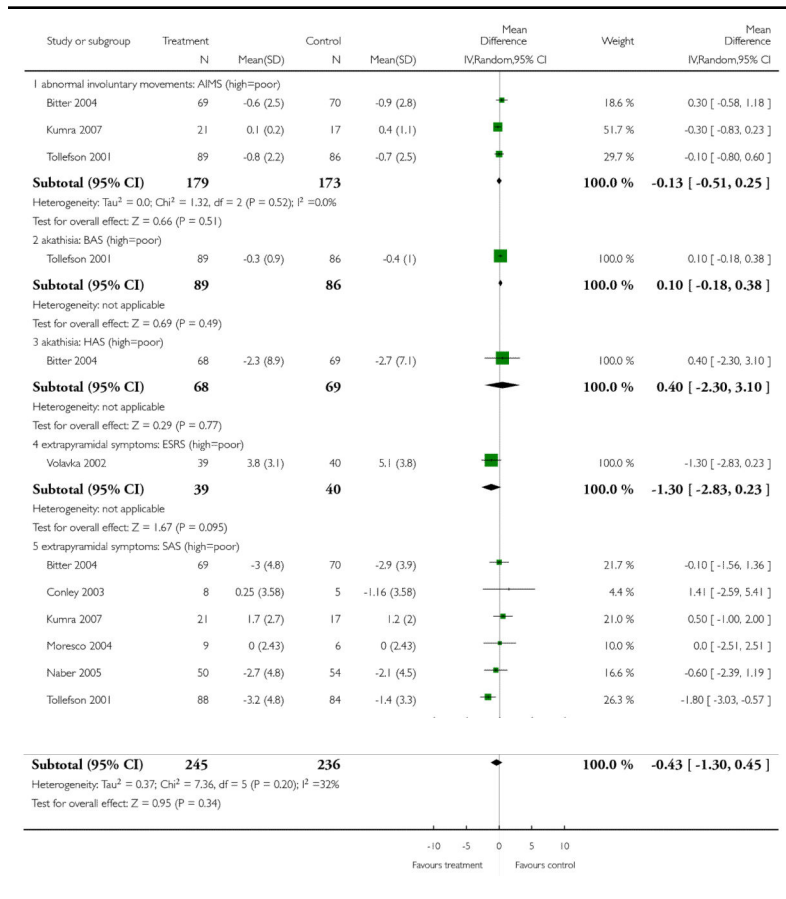 Study or subgroup Treatment Control Mean Difference Weight Mean Difference
N Mean(SD) N Mean(SD) IV,Random,95% CI IV,Random,95% CI
1 abnormal involuntary movements: AIMS (high=poor)
Bitter 2004 69 -0.6 (2.5) 70 -0.9 (2.8) 18.6 % 0.30 [ -0.58, 1.18 ]
Kumra 2007 21 0.1 (0.2) 17 0.4 (1.1) 51.7 % -0.30 [ -0.83, 0.23 ]
Tollefson 2001 89 -0.8 (2.2) 86 -0.7 (2.5) 29.7 % -0.10 [ -0.80, 0.60 ]
Subtotal (95% CI) 179 173 100.0 % -0.13 [ -0.51, 0.25 ]
Heterogeneity: Tau² = 0.0; Chi² = 1.32, df = 2 (P = 0.52); I² =0.0%
Test for overall effect: Z = 0.66 (P = 0.51)
2 akathisia: BAS (high=poor)
Tollefson 2001 89 -0.3 (0.9) 86 -0.4 (1) 100.0 % 0.10 [ -0.18, 0.38 ]
Subtotal (95% CI) 89 86 100.0 % 0.10 [ -0.18, 0.38 ]
Heterogeneity: not applicable
Test for overall effect: Z = 0.69 (P = 0.49)
3 akathisia: HAS (high=poor)
Bitter 2004 68 -2.3 (8.9) 69 -2.7 (7.1) 100.0 % 0.40 [ -2.30, 3.10 ]
Subtotal (95% CI) 68 69 100.0 % 0.40 [ -2.30, 3.10 ]
Heterogeneity: not applicable
Test for overall effect: Z = 0.29 (P = 0.77)
4 extrapyramidal symptoms: ESRS (high=poor)
Volavka 2002 39 3.8 (3.1) 40 5.1 (3.8) 100.0 % -1.30 [ -2.83, 0.23 ]
Subtotal (95% CI) 39 40 100.0 % -1.30 [ -2.83, 0.23 ]
Heterogeneity: not applicable
Test for overall effect: Z = 1.67 (P = 0.095)
5 extrapyramidal symptoms: SAS (high=poor)
Bitter 2004 69 -3 (4.8) 70 -2.9 (3.9) 21.7 % -0.10 [ -1.56, 1.36 ]
Conley 2003 8 0.25 (3.58) 5 -1.16 (3.58) 4.4 % 1.41 [ -2.59, 5.41 ]
Kumra 2007 21 1.7 (2.7) 17 1.2 (2) 21.0 % 0.50 [ -1.00, 2.00 ]
Moresco 2004 9 0 (2.43) 6 0 (2.43) 10.0 % 0.0 [ -2.51, 2.51 ]
Naber 2005 50 -2.7 (4.8) 54 -2.1 (4.5) 16.6 % -0.60 [ -2.39, 1.19 ]
Tollefson 2001 88 -3.2 (4.8) 84 -1.4 (3.3) 26.3 % -1.80 [ -3.03, -0.57 ]
Subtotal (95% CI) 245 236 100.0 % -0.43 [ -1.30, 0.45 ]
Heterogeneity: Tau² = 0.37; Chi² = 7.36, df = 5 (P = 0.20); I² =32%
Test for overall effect: Z = 0.95 (P = 0.34)
-10 -5 0 5 10
Favours treatment Favours control